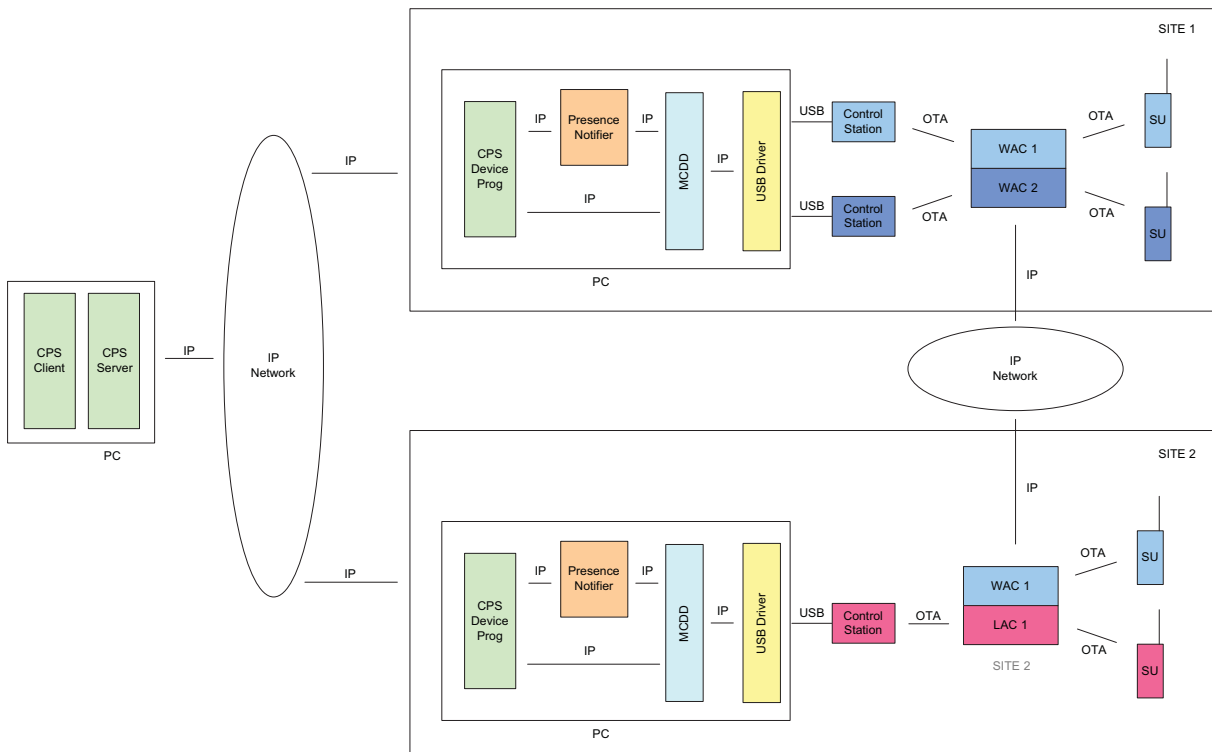 SITE 1
IP
CPS
Device
Prog
IP
Presence
Notifier
IP
IP
MCDD
IP
USB Driver
PC
USB
Control
Station
OTA
USB
Control
Station
OTA
WAC 1
WAC 2
OTA
SU
OTA
SU
IP
IP
Network
CPS
Client
CPS
Server
PC
IP
IP
Network
IP
SITE 2
IP
CPS
Device
Prog
IP
Presence
Notifier
IP
IP
MCDD
IP
USB Driver
PC
USB
Control
Station
OTA
WAC 1
LAC 1
SITE 2
OTA
SU
OTA
SU